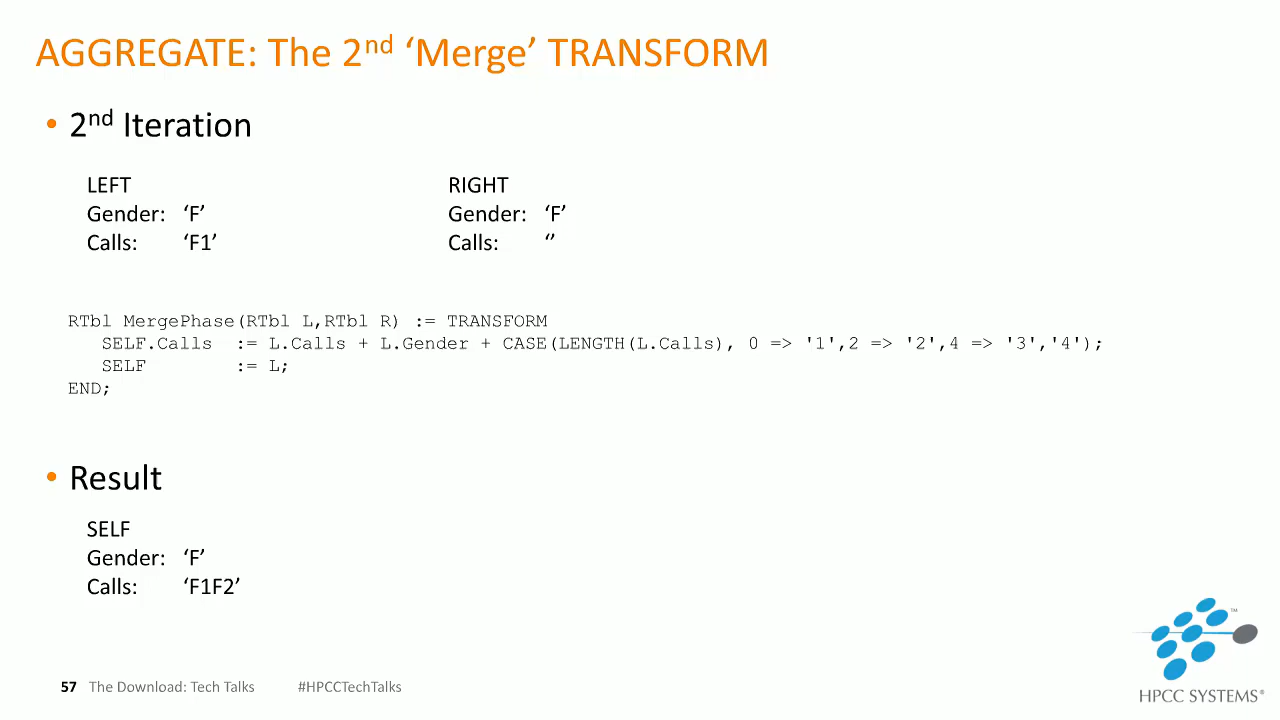 AGGREGATE: The 2nd ‘Merge’ TRANSFORM
• 2nd Iteration
LEFT RIGHT
Gender: ‘F’ Gender: ‘F’
Calls: ‘F1’ Calls: ‘’
RTbl MergePhase(RTbl L,RTbl R) := TRANSFORM
SELF.Calls := L.Calls + L.Gender + CASE(LENGTH(L.Calls), 0 => '1',2 => '2',4 => '3','4');
SELF := L;
END;
• Result
SELF
Gender: ‘F’
Calls: ‘F1F2’
57 The Download: Tech Talks #HPCCTechTalks
™
HPCC SYSTEMS®